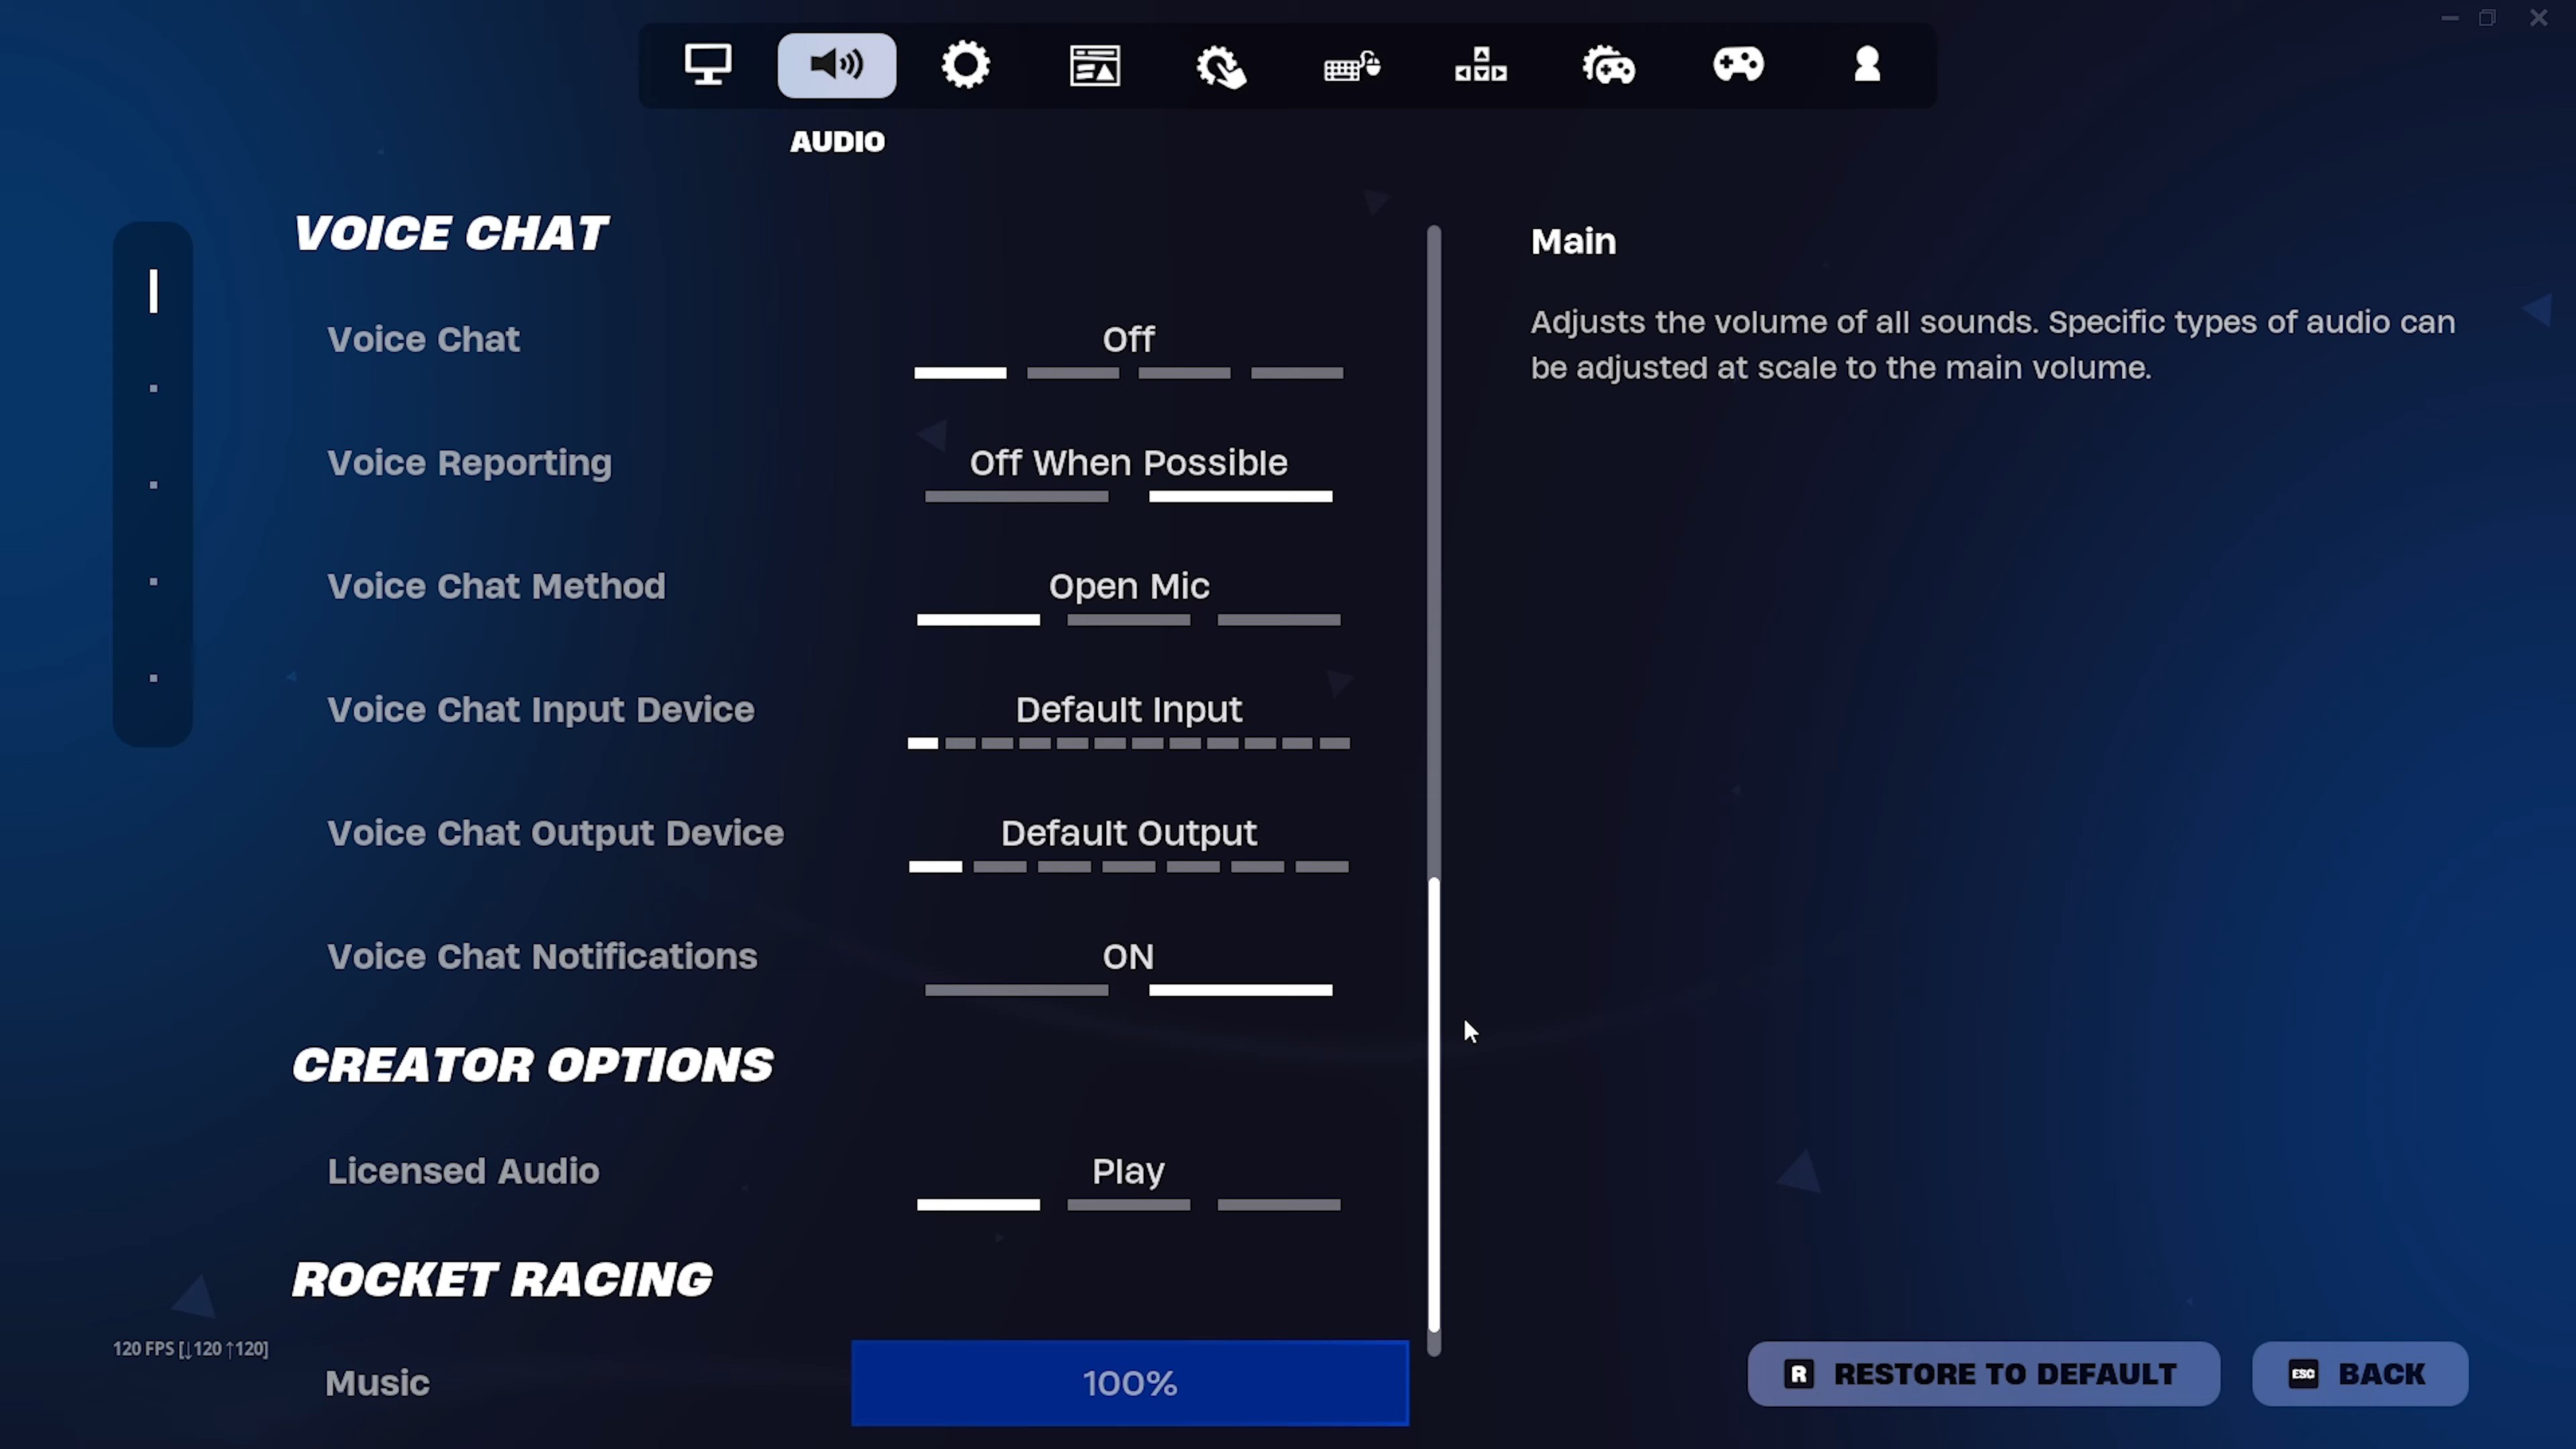 AUDIO
VOICE CHAT
Voice Chat
Off
Voice Reporting
Off When Possible
Voice Chat Method
Open Mic
Voice Chat Input Device
Default Input
Voice Chat Output Device
Default Output
Voice Chat Notifications
ON
CREATOR OPTIONS
Licensed Audio
Play
ROCKET RACING
Music
100%
Main
Adjusts the volume of all sounds. Specific types of audio can
be adjusted at scale to the main volume.
120 FPS [↓120 ↑120]
R RESTORE TO DEFAULT
ESC BACK